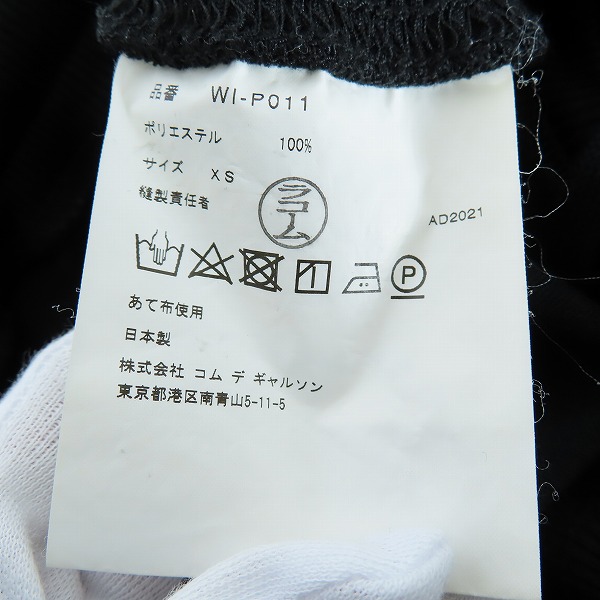 品番 WI-P011
ポリエステル 100%
サイズ XS
縫製責任者 ラコム AD2021
P
あて布使用
日本製
株式会社 コム デ ギャルソン
東京都港区南青山5-11-5